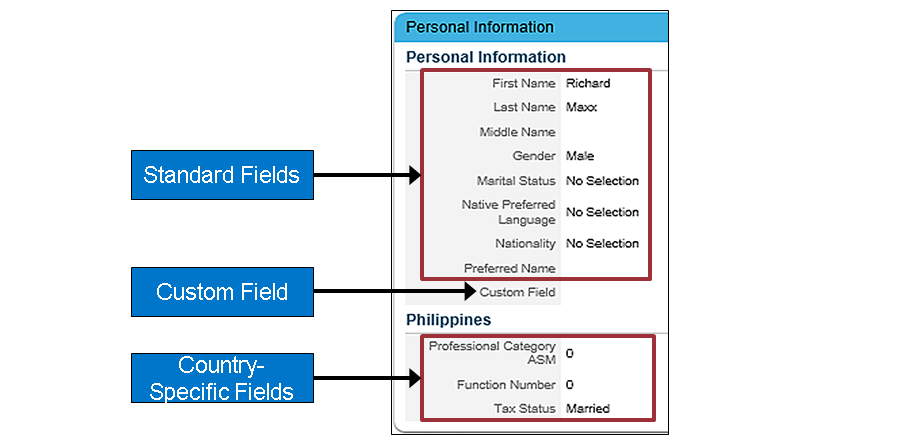 Personal Information
Personal Information
First Name Richard
Last Name Maxx
Middle Name
Gender Male
Standard Fields
Marital Status No Selection
Native Preferred
Language No Selection
Nationality No Selection
Preferred Name
Custom Field
Custom Field
Philippines
Professional Category
ASM 0
Country-
Specific Fields
Function Number 0
Tax Status Married